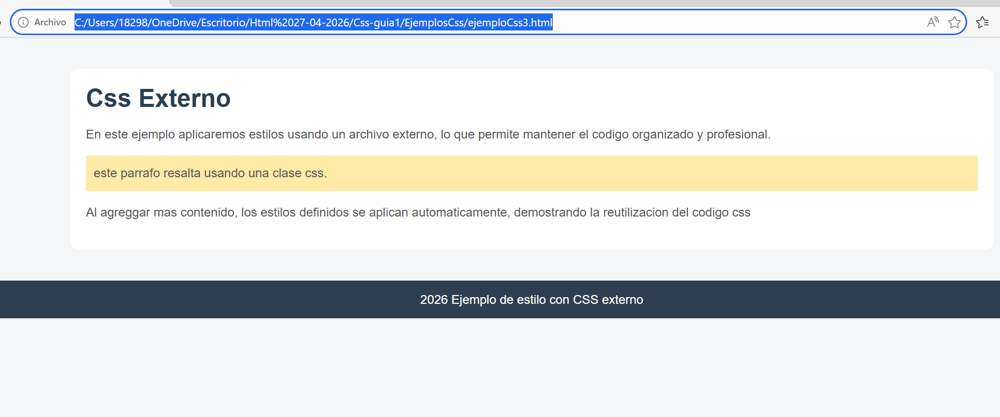 Archivo C:/Users/18298/OneDrive/Escritorio/Html%2027-04-2026/Css-guia1/EjemplosCss/ejemploCss3.html
Css Externo
En este ejemplo aplicaremos estilos usando un archivo externo, lo que permite mantener el codigo organizado y profesional.
este parrafo resalta usando una clase css.
Al agreggar mas contenido, los estilos definidos se aplican automaticamente, demostrando la reutilizacion del codigo css
2026 Ejemplo de estilo con CSS externo